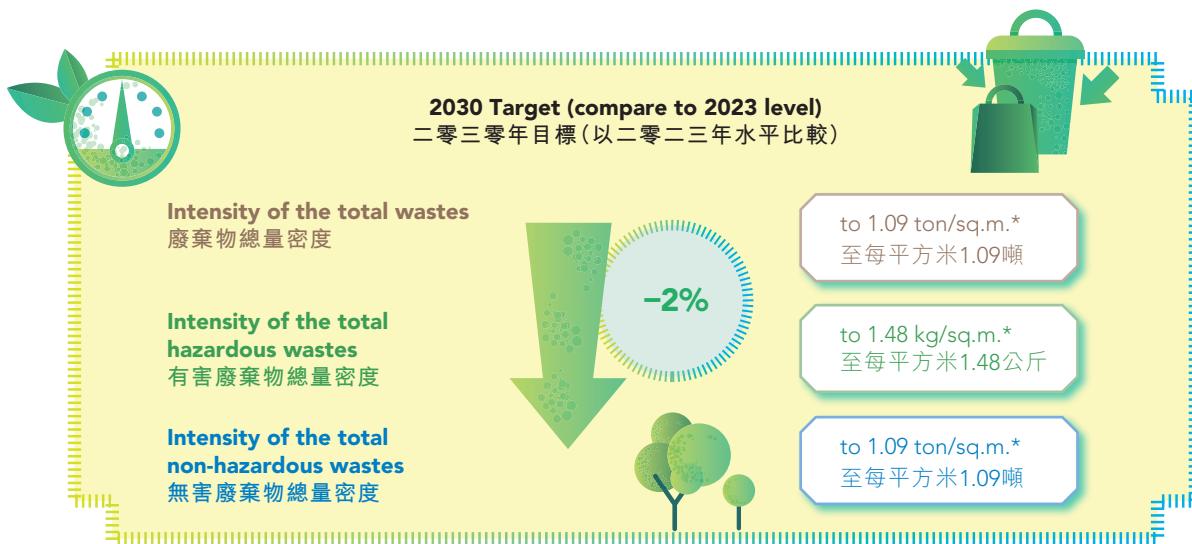 2030 Target (compare to 2023 level)
二零三零年目標(以二零二三年水平比較)
Intensity of the total wastes
廢棄物總量密度
to 1.09 ton/sq.m.*
至每平方米1.09噸
−2%
Intensity of the total
hazardous wastes
有害廢棄物總量密度
to 1.48 kg/sq.m.*
至每平方米1.48公斤
Intensity of the total
non-hazardous wastes
無害廢棄物總量密度
to 1.09 ton/sq.m.*
至每平方米1.09噸